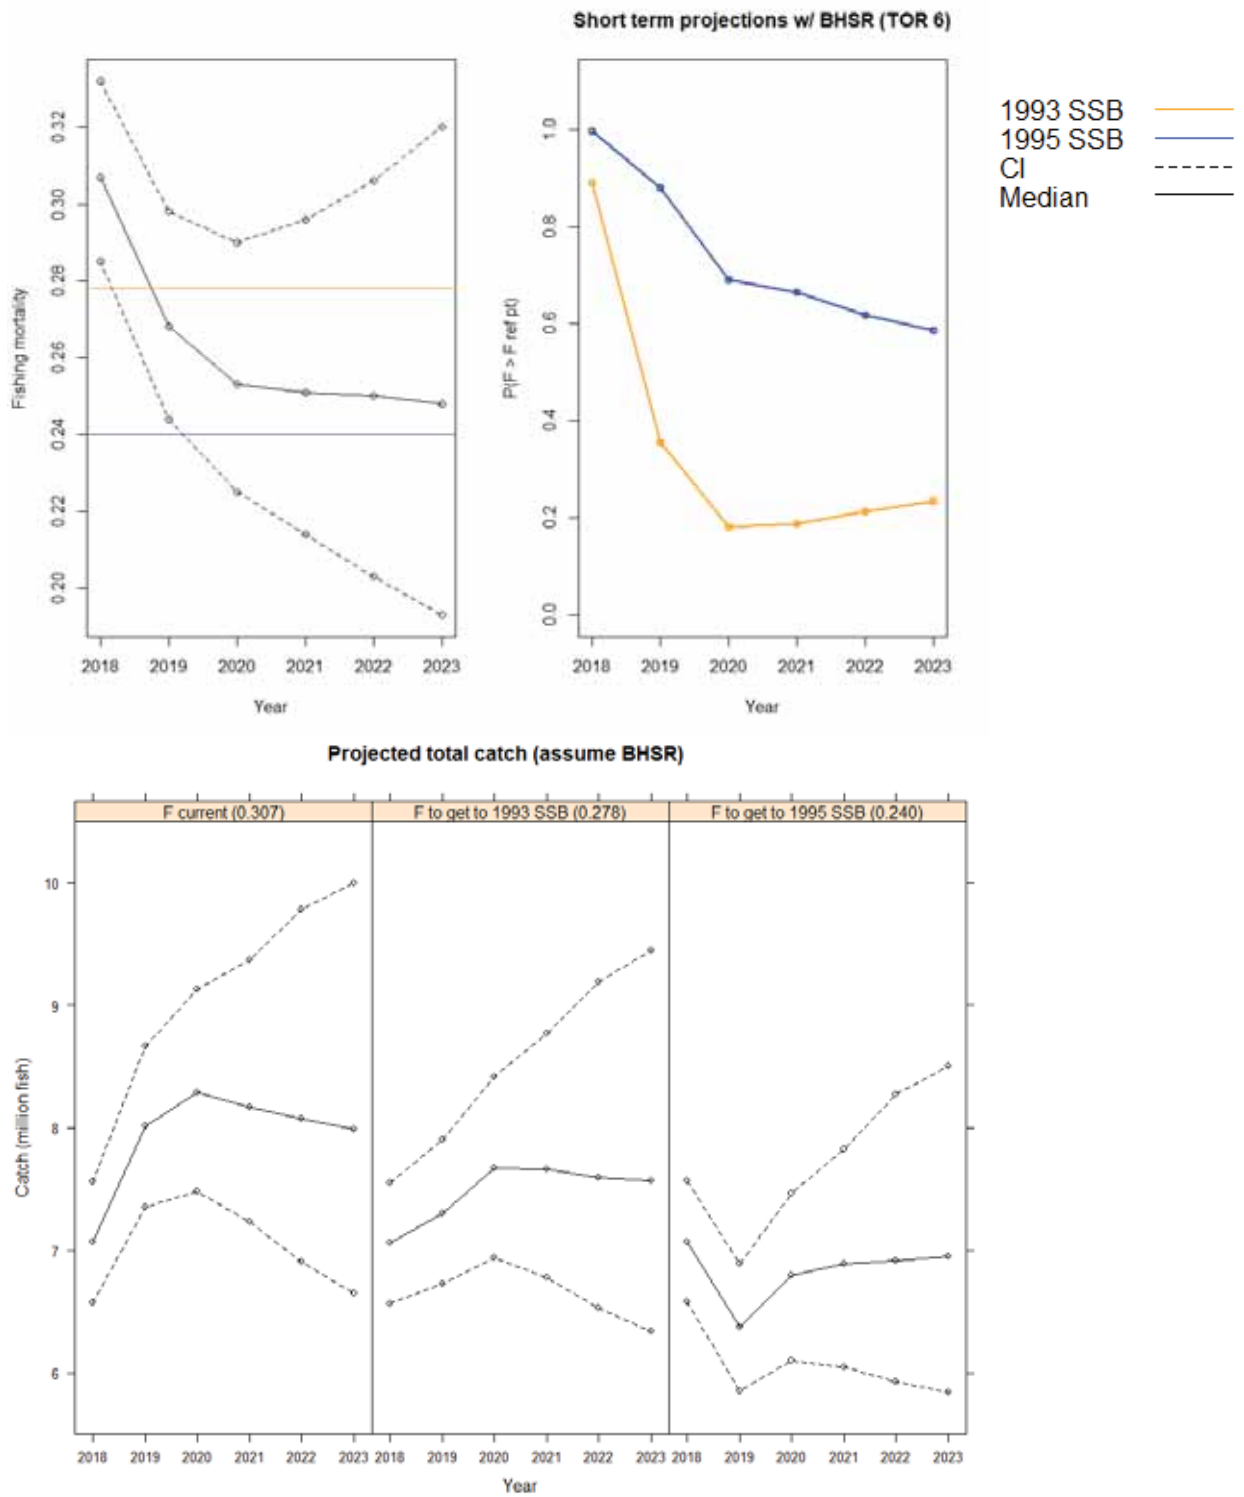 Short term projections w/ BHSR (TOR 6)
1993 SSB
1995 SSB
CI
Median
Fishing mortality
0.32
0.30
0.28
0.26
0.24
0.22
0.20
2018 2019 2020 2021 2022 2023
Year
P(F > F ref pt)
1.0
0.8
0.6
0.4
0.2
0.0
2018 2019 2020 2021 2022 2023
Year
Projected total catch (assume BHSR)
F current (0.307) F to get to 1993 SSB (0.278) F to get to 1995 SSB (0.240)
Catch (million fish)
10
9
8
7
6
2018 2019 2020 2021 2022 2023 2018 2019 2020 2021 2022 2023 2018 2019 2020 2021 2022 2023
Year